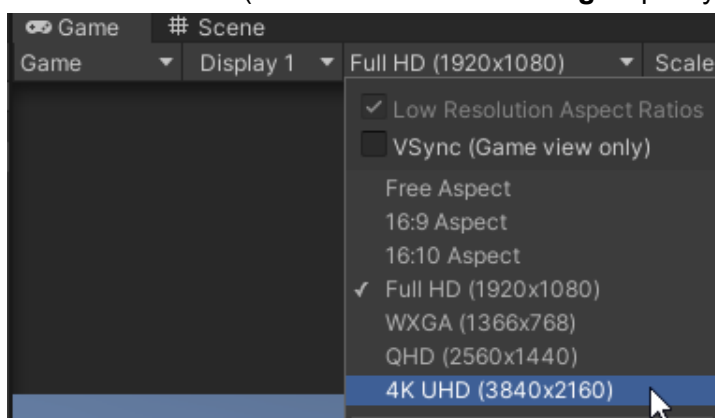 Game Scene
Game Display 1 Full HD (1920x1080) Scale
Low Resolution Aspect Ratios
VSync (Game view only)
Free Aspect
16:9 Aspect
16:10 Aspect
Full HD (1920x1080)
WXGA (1366x768)
QHD (2560x1440)
4K UHD (3840x2160)